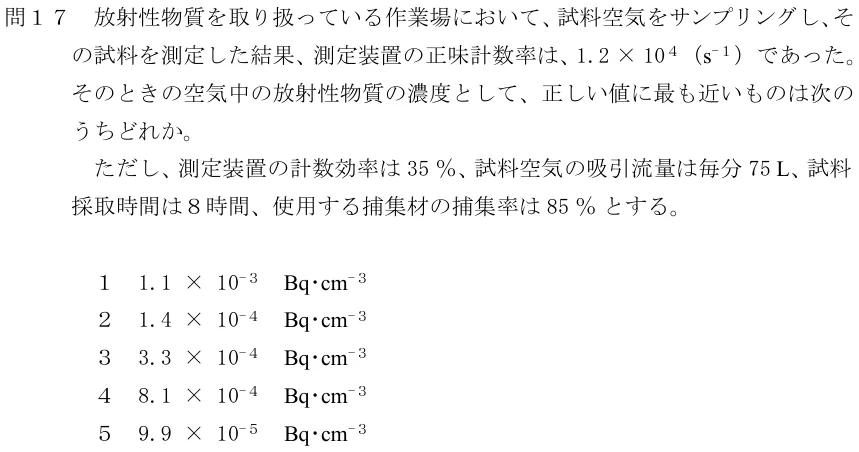 問１７　放射性物質を取り扱っている作業場において、試料空気をサンプリングし、そ
の試料を測定した結果、測定装置の正味計数率は、1.2 × 10⁴ (s⁻¹) であった。
そのときの空気中の放射性物質の濃度として、正しい値に最も近いものは次の
うちどれか。
ただし、測定装置の計数効率は 35 %、試料空気の吸引流量は毎分 75 L、試料
採取時間は８時間、使用する捕集材の捕集率は 85 % とする。
１　1.1 × 10⁻³　Bq･cm⁻³
２　1.4 × 10⁻⁴　Bq･cm⁻³
３　3.3 × 10⁻⁴　Bq･cm⁻³
４　8.1 × 10⁻⁴　Bq･cm⁻³
５　9.9 × 10⁻⁵　Bq･cm⁻³